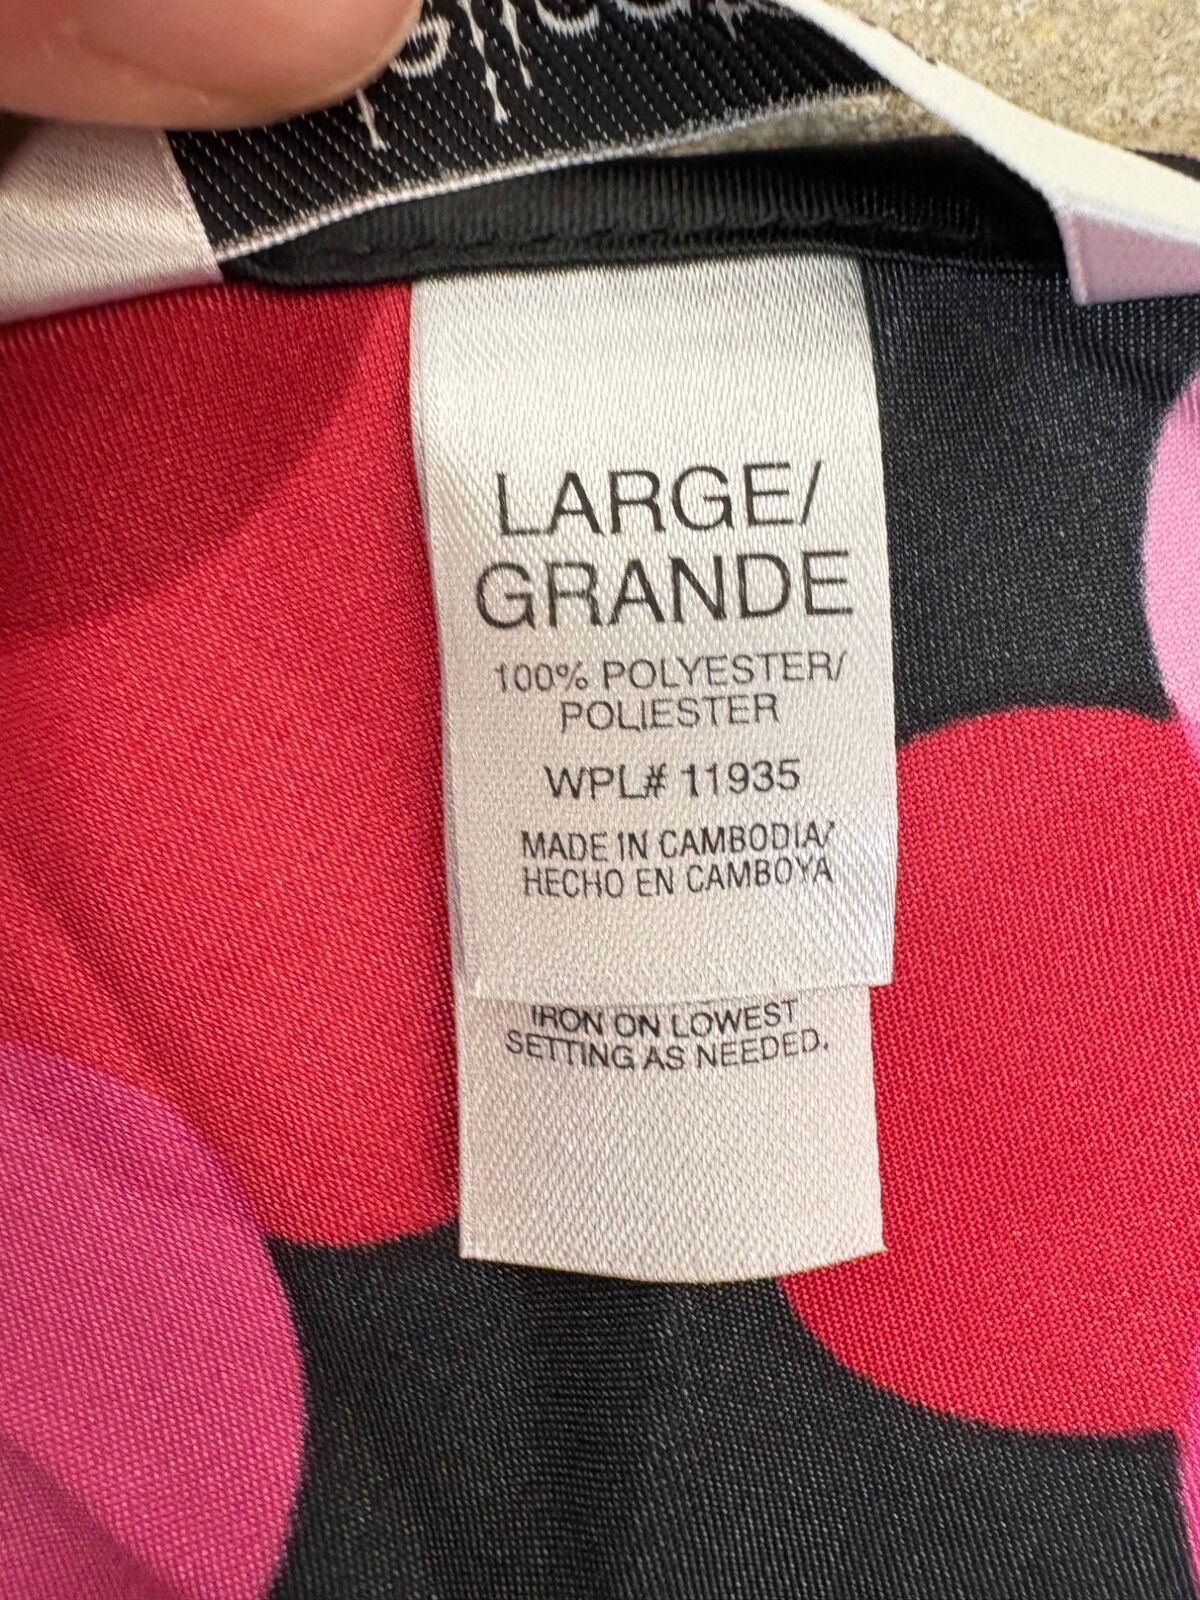 LARGE/
GRANDE
100% POLYESTER/
POLIESTER
WPL# 11935
MADE IN CAMBODIA/
HECHO EN CAMBOYA
IRON ON LOWEST
SETTING AS NEEDED.